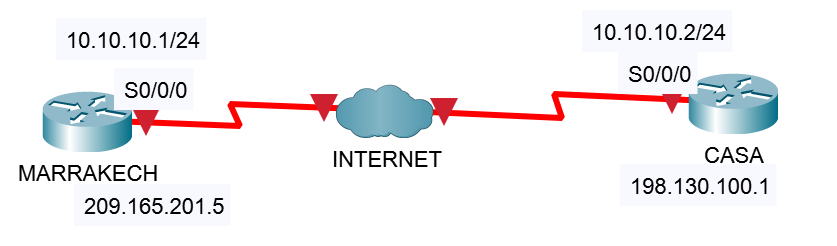 10.10.10.1/24
10.10.10.2/24
S0/0/0
S0/0/0
INTERNET
CASA
MARRAKECH
198.130.100.1
209.165.201.5